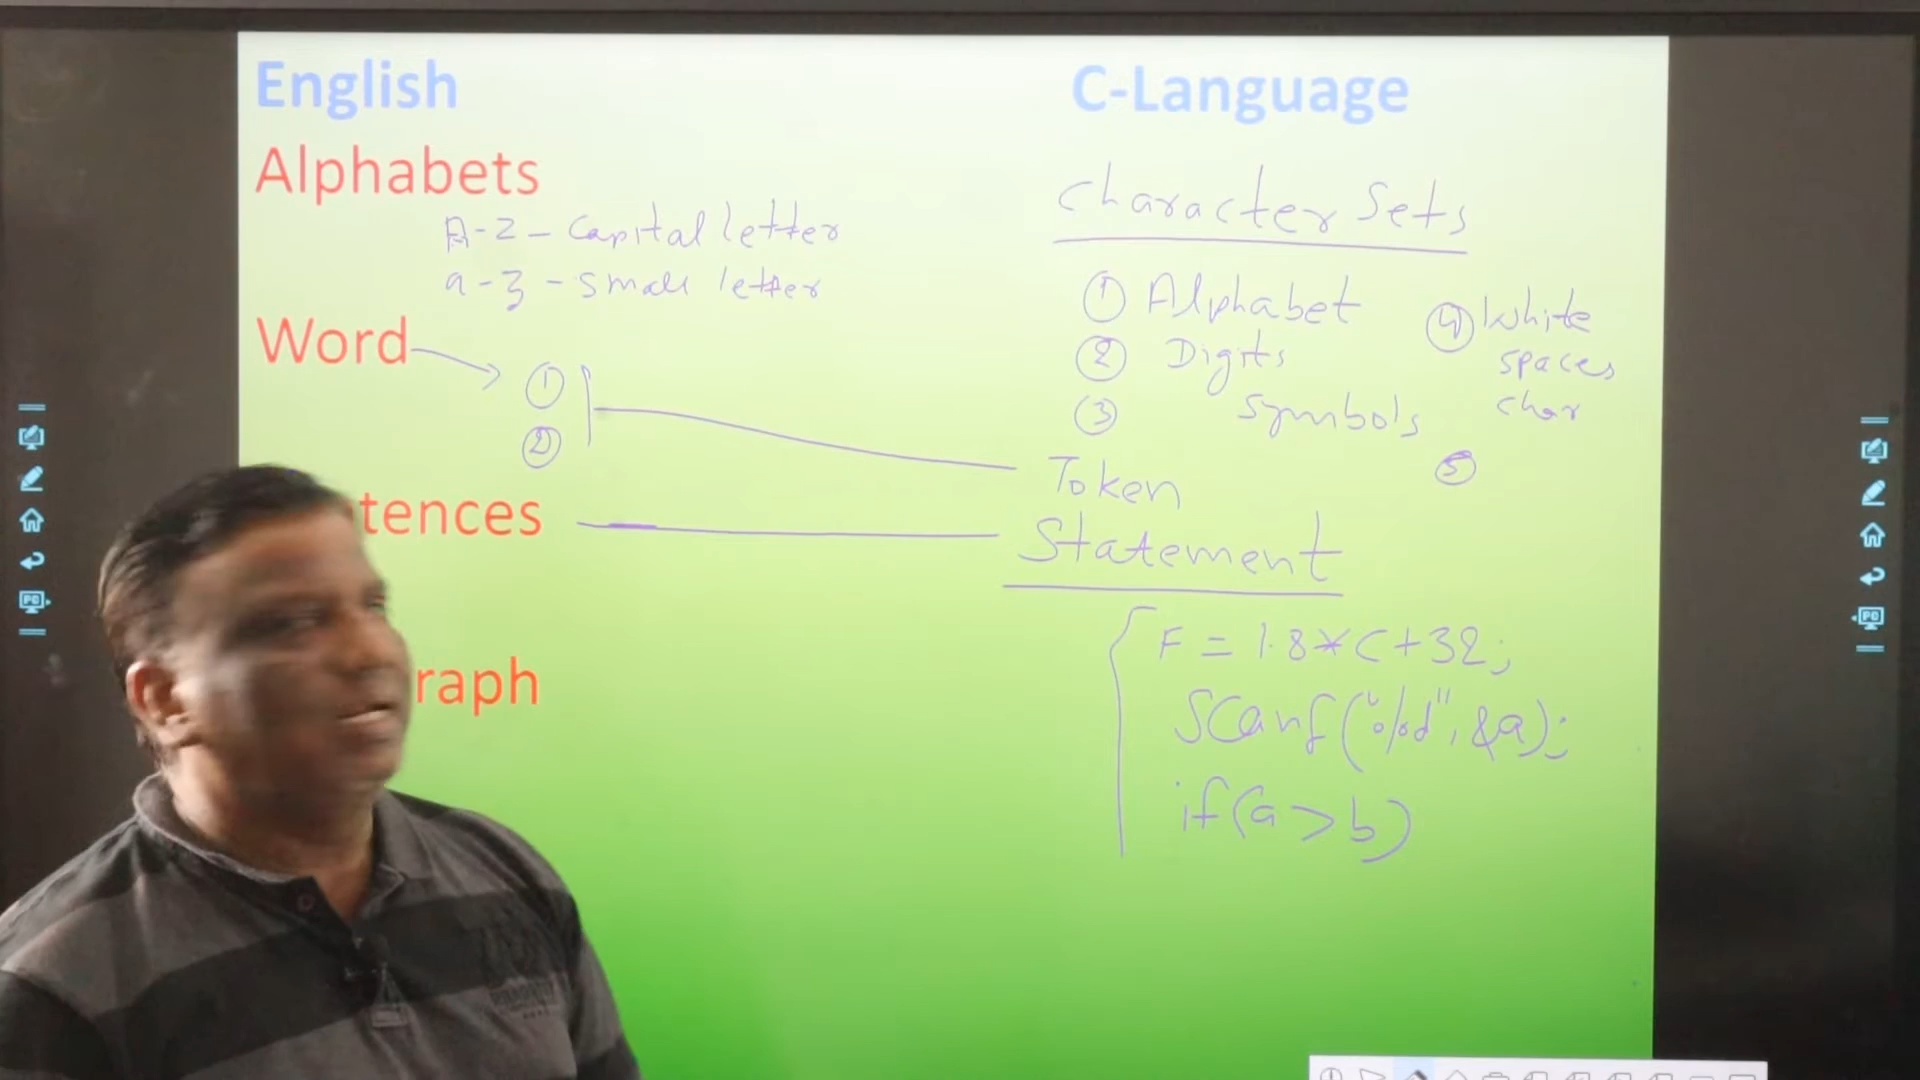 English
Alphabets
A-Z - Capital letter
a-z - small letter
Word
①
②
tences
raph
C-Language
Character Sets
① Alphabet
② Digits
③ Symbols
④ White
spaces
char
⑤
Token
Statement
F = 1.8*C+32;
Scanf("%d", &a);
if(a>b)